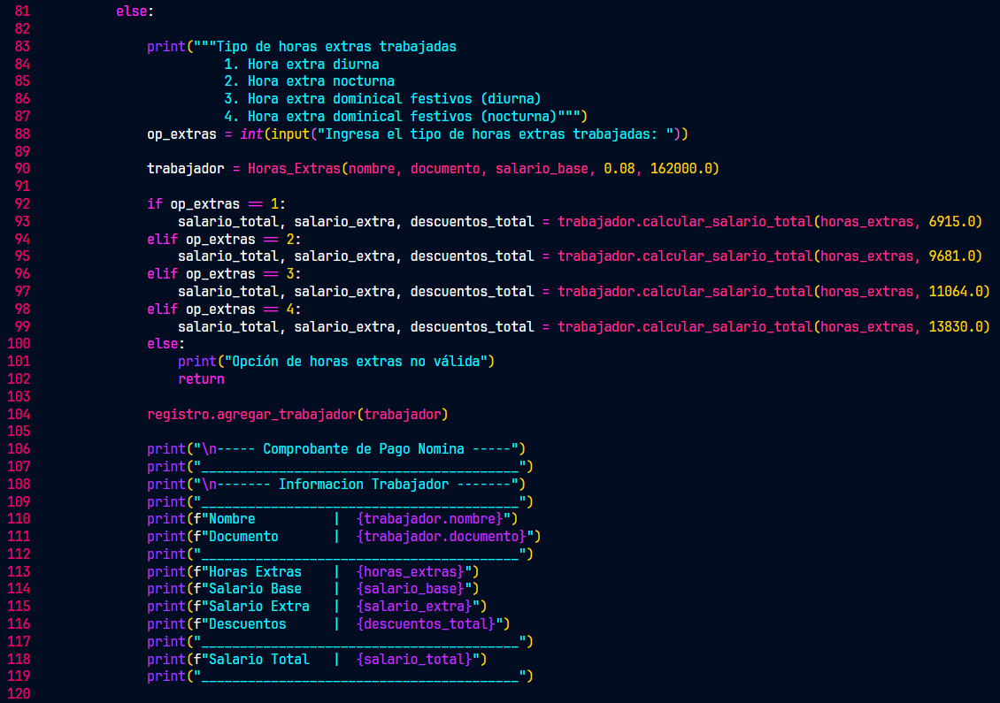 81 else:
82
83 print("""Tipo de horas extras trabajadas
84 1. Hora extra diurna
85 2. Hora extra nocturna
86 3. Hora extra dominical festivos (diurna)
87 4. Hora extra dominical festivos (nocturna)""")
88 op_extras = int(input("Ingresa el tipo de horas extras trabajadas: "))
89
90 trabajador = Horas_Extras(nombre, documento, salario_base, 0.08, 162000.0)
91
92 if op_extras == 1:
93 salario_total, salario_extra, descuentos_total = trabajador.calcular_salario_total(horas_extras, 6915.0)
94 elif op_extras == 2:
95 salario_total, salario_extra, descuentos_total = trabajador.calcular_salario_total(horas_extras, 9681.0)
96 elif op_extras == 3:
97 salario_total, salario_extra, descuentos_total = trabajador.calcular_salario_total(horas_extras, 11064.0)
98 elif op_extras == 4:
99 salario_total, salario_extra, descuentos_total = trabajador.calcular_salario_total(horas_extras, 13830.0)
100 else:
101 print("Opción de horas extras no válida")
102 return
103
104 registro.agregar_trabajador(trabajador)
105
106 print("\n----- Comprobante de Pago Nomina -----")
107 print("_________________________________________")
108 print("\n------- Informacion Trabajador -------")
109 print("_________________________________________")
110 print(f"Nombre          |  {trabajador.nombre}")
111 print(f"Documento       |  {trabajador.documento}")
112 print("_________________________________________")
113 print(f"Horas Extras    |  {horas_extras}")
114 print(f"Salario Base    |  {salario_base}")
115 print(f"Salario Extra   |  {salario_extra}")
116 print(f"Descuentos      |  {descuentos_total}")
117 print("_________________________________________")
118 print(f"Salario Total   |  {salario_total}")
119 print("_________________________________________")
120